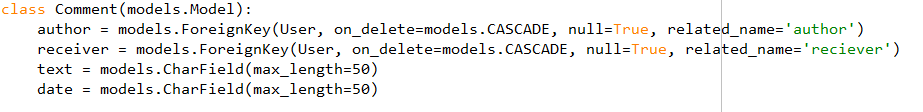 class Comment(models.Model):
    author = models.ForeignKey(User, on_delete=models.CASCADE, null=True, related_name='author')
    receiver = models.ForeignKey(User, on_delete=models.CASCADE, null=True, related_name='reciever')
    text = models.CharField(max_length=50)
    date = models.CharField(max_length=50)